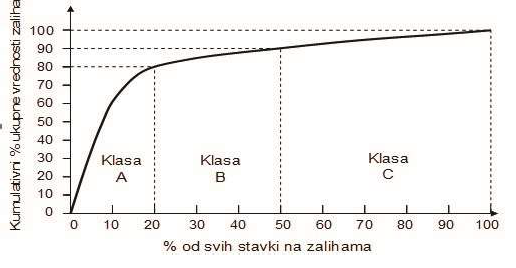 Kumulativni % ukupne vrednosti zaliha
100
90
80
70
60
50
40
30
20
10
0
Klasa
A
Klasa
B
Klasa
C
0 10 20 30 40 50 60 70 80 90 100
% od svih stavki na zalihama